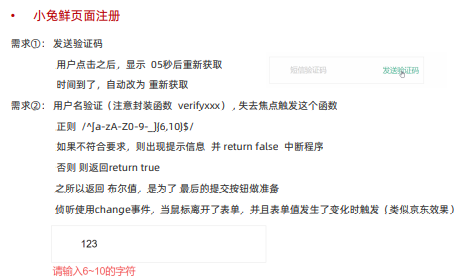 • 小兔鲜页面注册
需求①： 发送验证码
用户点击之后，显示 05秒后重新获取
时间到了，自动改为 重新获取
短信验证码 发送验证码
需求②： 用户名验证（注意封装函数 verifyxxx），失去焦点触发这个函数
正则 /^[a-zA-Z0-9-_]{6,10}$/
如果不符合要求，则出现提示信息 并 return false 中断程序
否则 则返回return true
之所以返回 布尔值，是为了 最后的提交按钮做准备
侦听使用change事件，当鼠标离开了表单，并且表单值发生了变化时触发（类似京东效果）
123
请输入6~10的字符